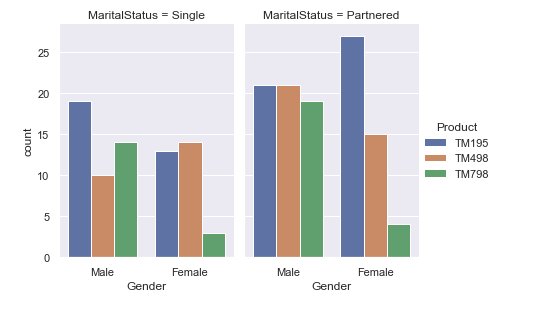 MaritalStatus = Single
MaritalStatus = Partnered
25
20
15
10
5
0
count
Male
Female
Male
Female
Gender
Gender
Product
TM195
TM498
TM798